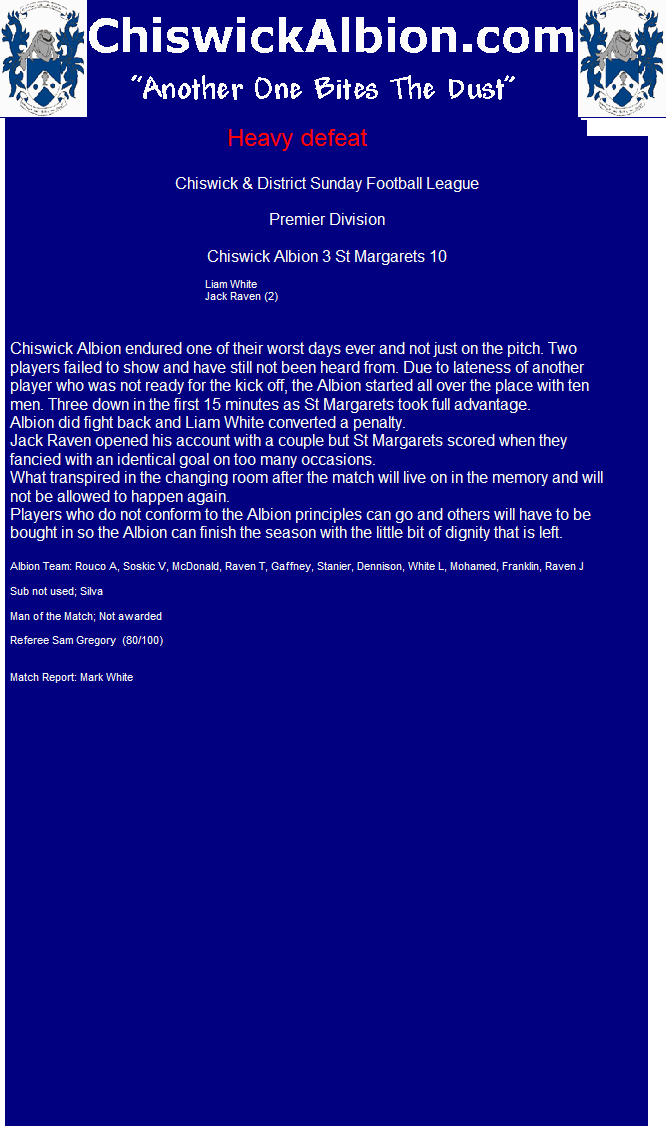 ChiswickAlbion.com
"Another One Bites The Dust"
Heavy defeat
Chiswick & District Sunday Football League
Premier Division
Chiswick Albion 3 St Margarets 10
Liam White
Jack Raven (2)
Chiswick Albion endured one of their worst days ever and not just on the pitch. Two
players failed to show and have still not been heard from. Due to lateness of another
player who was not ready for the kick off, the Albion started all over the place with ten
men. Three down in the first 15 minutes as St Margarets took full advantage.
Albion did fight back and Liam White converted a penalty.
Jack Raven opened his account with a couple but St Margarets scored when they
fancied with an identical goal on too many occasions.
What transpired in the changing room after the match will live on in the memory and will
not be allowed to happen again.
Players who do not conform to the Albion principles can go and others will have to be
bought in so the Albion can finish the season with the little bit of dignity that is left.
Albion Team: Rouco A, Soskic V, McDonald, Raven T, Gaffney, Stanier, Dennison, White L, Mohamed, Franklin, Raven J
Sub not used; Silva
Man of the Match; Not awarded
Referee Sam Gregory  (80/100)
Match Report: Mark White